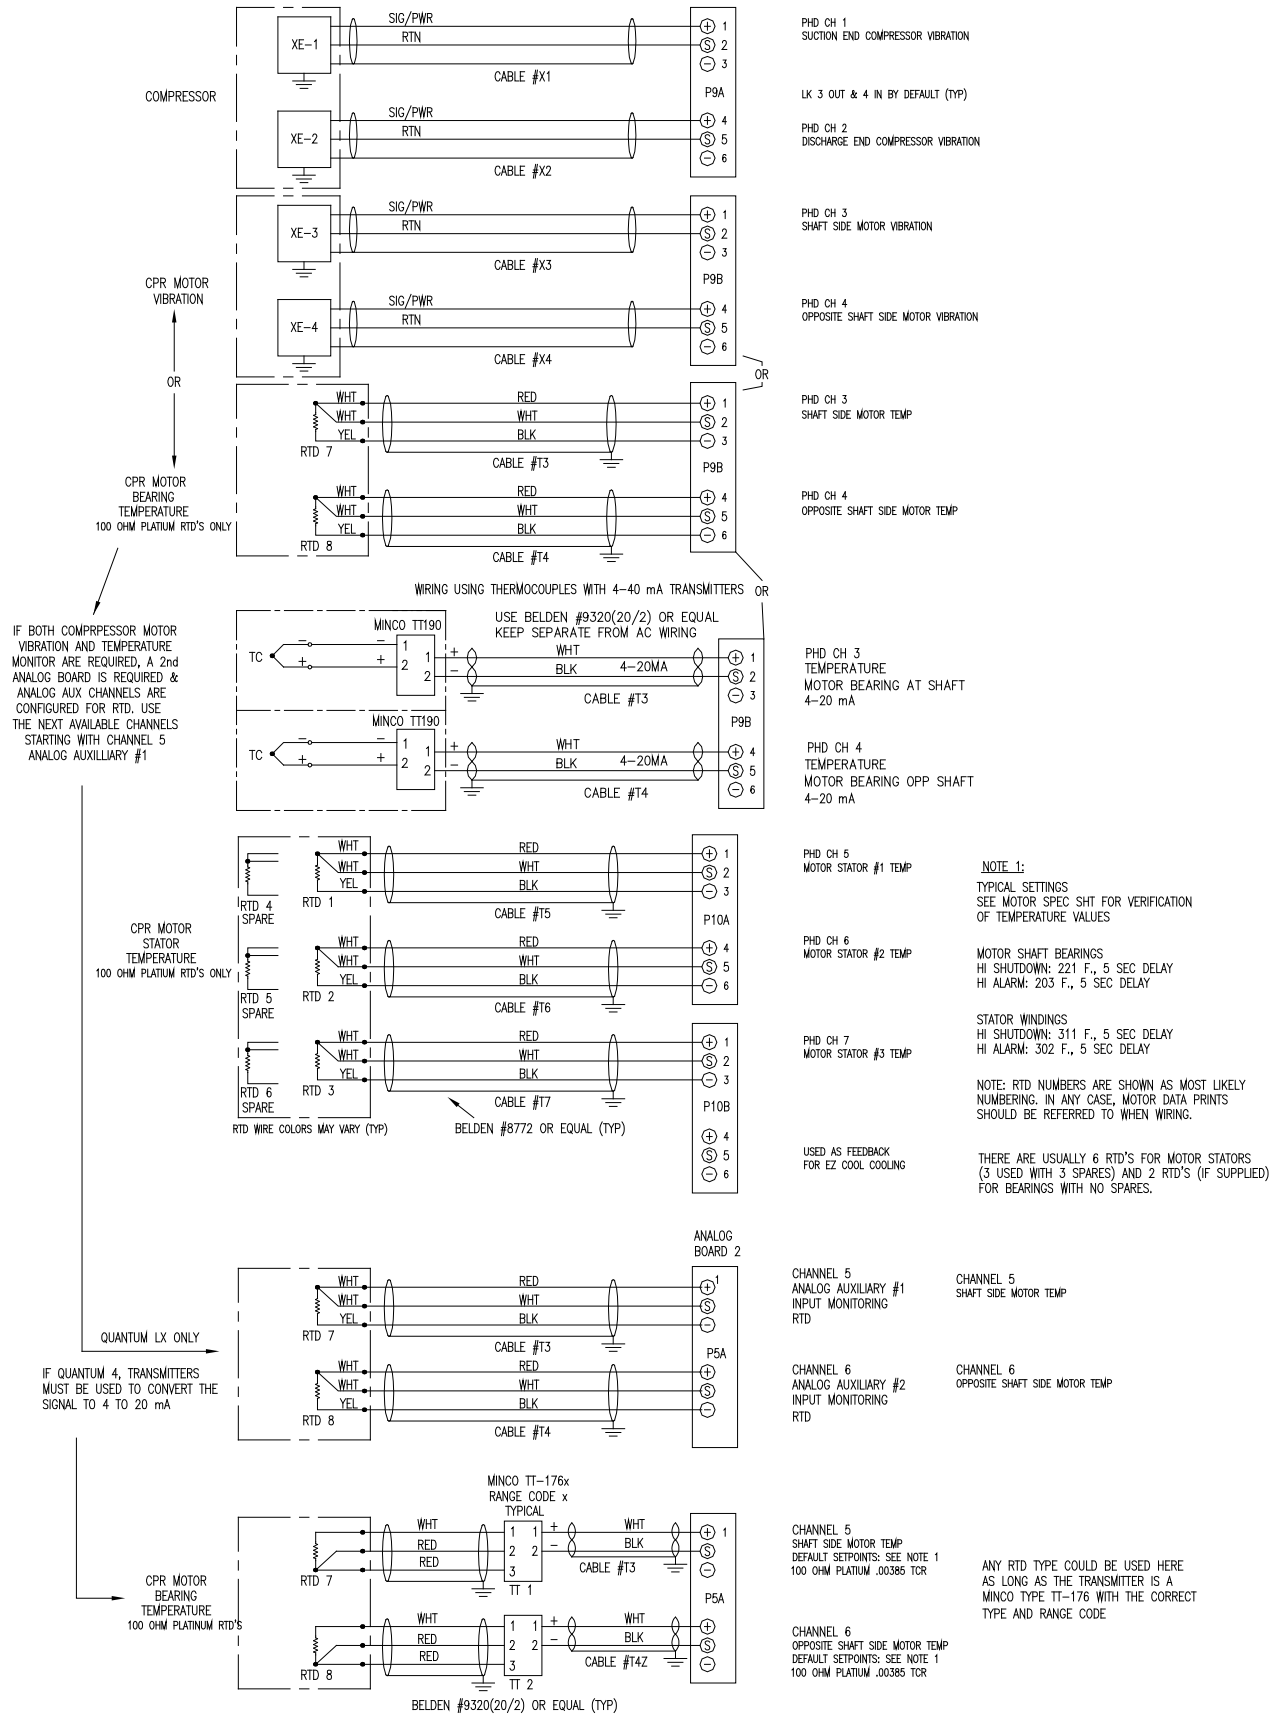 COMPRESSOR
XE-1
SIG/PWR
RTN
CABLE #X1
+ 1
S 2
- 3
P9A
PHD CH 1
SUCTION END COMPRESSOR VIBRATION
LK 3 OUT & 4 IN BY DEFAULT (TYP)
XE-2
SIG/PWR
RTN
CABLE #X2
+ 4
S 5
- 6
PHD CH 2
DISCHARGE END COMPRESSOR VIBRATION
CPR MOTOR
VIBRATION
XE-3
SIG/PWR
RTN
CABLE #X3
+ 1
S 2
- 3
P9B
PHD CH 3
SHAFT SIDE MOTOR VIBRATION
XE-4
SIG/PWR
RTN
CABLE #X4
+ 4
S 5
- 6
PHD CH 4
OPPOSITE SHAFT SIDE MOTOR VIBRATION
OR
OR
CPR MOTOR
BEARING
TEMPERATURE
100 OHM PLATIUM RTD'S ONLY
WHT
WHT
YEL
RTD 7
RED
WHT
BLK
CABLE #T3
+ 1
S 2
- 3
P9B
PHD CH 3
SHAFT SIDE MOTOR TEMP
WHT
WHT
YEL
RTD 8
RED
WHT
BLK
CABLE #T4
+ 4
S 5
- 6
PHD CH 4
OPPOSITE SHAFT SIDE MOTOR TEMP
IF BOTH COMPRPESSOR MOTOR
VIBRATION AND TEMPERATURE
MONITOR ARE REQUIRED, A 2nd
ANALOG BOARD IS REQUIRED &
ANALOG AUX CHANNELS ARE
CONFIGURED FOR RTD. USE
THE NEXT AVAILABLE CHANNELS
STARTING WITH CHANNEL 5
ANALOG AUXILLIARY #1
WIRING USING THERMOCOUPLES WITH 4-40 mA TRANSMITTERS OR
USE BELDEN #9320(20/2) OR EQUAL
KEEP SEPARATE FROM AC WIRING
MINCO TT190
TC
- - 1
+ + 2
1 +
2 -
WHT
BLK
4-20MA
CABLE #T3
+ 1
S 2
- 3
P9B
PHD CH 3
TEMPERATURE
MOTOR BEARING AT SHAFT
4-20 mA
MINCO TT190
TC
- - 1
+ + 2
1 +
2 -
WHT
BLK
4-20MA
CABLE #T4
+ 4
S 5
- 6
PHD CH 4
TEMPERATURE
MOTOR BEARING OPP SHAFT
4-20 mA
CPR MOTOR
STATOR
TEMPERATURE
100 OHM PLATIUM RTD'S ONLY
RTD 4
SPARE
WHT
WHT
YEL
RTD 1
RED
WHT
BLK
CABLE #T5
+ 1
S 2
- 3
P10A
PHD CH 5
MOTOR STATOR #1 TEMP
RTD 5
SPARE
WHT
WHT
YEL
RTD 2
RED
WHT
BLK
CABLE #T6
+ 4
S 5
- 6
PHD CH 6
MOTOR STATOR #2 TEMP
RTD 6
SPARE
WHT
WHT
YEL
RTD 3
RED
WHT
BLK
CABLE #T7
+ 1
S 2
- 3
P10B
PHD CH 7
MOTOR STATOR #3 TEMP
RTD WIRE COLORS MAY VARY (TYP)
BELDEN #8772 OR EQUAL (TYP)
+ 4
S 5
- 6
USED AS FEEDBACK
FOR EZ COOL COOLING
NOTE 1:
TYPICAL SETTINGS
SEE MOTOR SPEC SHT FOR VERIFICATION
OF TEMPERATURE VALUES
MOTOR SHAFT BEARINGS
HI SHUTDOWN: 221 F., 5 SEC DELAY
HI ALARM: 203 F., 5 SEC DELAY
STATOR WINDINGS
HI SHUTDOWN: 311 F., 5 SEC DELAY
HI ALARM: 302 F., 5 SEC DELAY
NOTE: RTD NUMBERS ARE SHOWN AS MOST LIKELY
NUMBERING. IN ANY CASE, MOTOR DATA PRINTS
SHOULD BE REFERRED TO WHEN WIRING.
THERE ARE USUALLY 6 RTD'S FOR MOTOR STATORS
(3 USED WITH 3 SPARES) AND 2 RTD'S (IF SUPPLIED)
FOR BEARINGS WITH NO SPARES.
ANALOG
BOARD 2
QUANTUM LX ONLY
WHT
WHT
YEL
RTD 7
RED
WHT
BLK
CABLE #T3
+ 1
S
-
P5A
CHANNEL 5
ANALOG AUXILIARY #1
INPUT MONITORING
RTD
CHANNEL 5
SHAFT SIDE MOTOR TEMP
IF QUANTUM 4, TRANSMITTERS
MUST BE USED TO CONVERT THE
SIGNAL TO 4 TO 20 mA
WHT
WHT
YEL
RTD 8
RED
WHT
BLK
CABLE #T4
+
S
-
CHANNEL 6
ANALOG AUXILIARY #2
INPUT MONITORING
RTD
CHANNEL 6
OPPOSITE SHAFT SIDE MOTOR TEMP
MINCO TT-176x
RANGE CODE x
TYPICAL
CPR MOTOR
BEARING
TEMPERATURE
100 OHM PLATINUM RTD'S
RTD 7
WHT
RED
RED
1 1 +
2 2 -
3
TT 1
WHT
BLK
CABLE #T3
+ 1
S
-
P5A
CHANNEL 5
SHAFT SIDE MOTOR TEMP
DEFAULT SETPOINTS: SEE NOTE 1
100 OHM PLATIUM .00385 TCR
RTD 8
WHT
RED
RED
1 1 +
2 2 -
3
TT 2
WHT
BLK
CABLE #T4Z
+
S
-
CHANNEL 6
OPPOSITE SHAFT SIDE MOTOR TEMP
DEFAULT SETPOINTS: SEE NOTE 1
100 OHM PLATIUM .00385 TCR
ANY RTD TYPE COULD BE USED HERE
AS LONG AS THE TRANSMITTER IS A
MINCO TYPE TT-176 WITH THE CORRECT
TYPE AND RANGE CODE
BELDEN #9320(20/2) OR EQUAL (TYP)